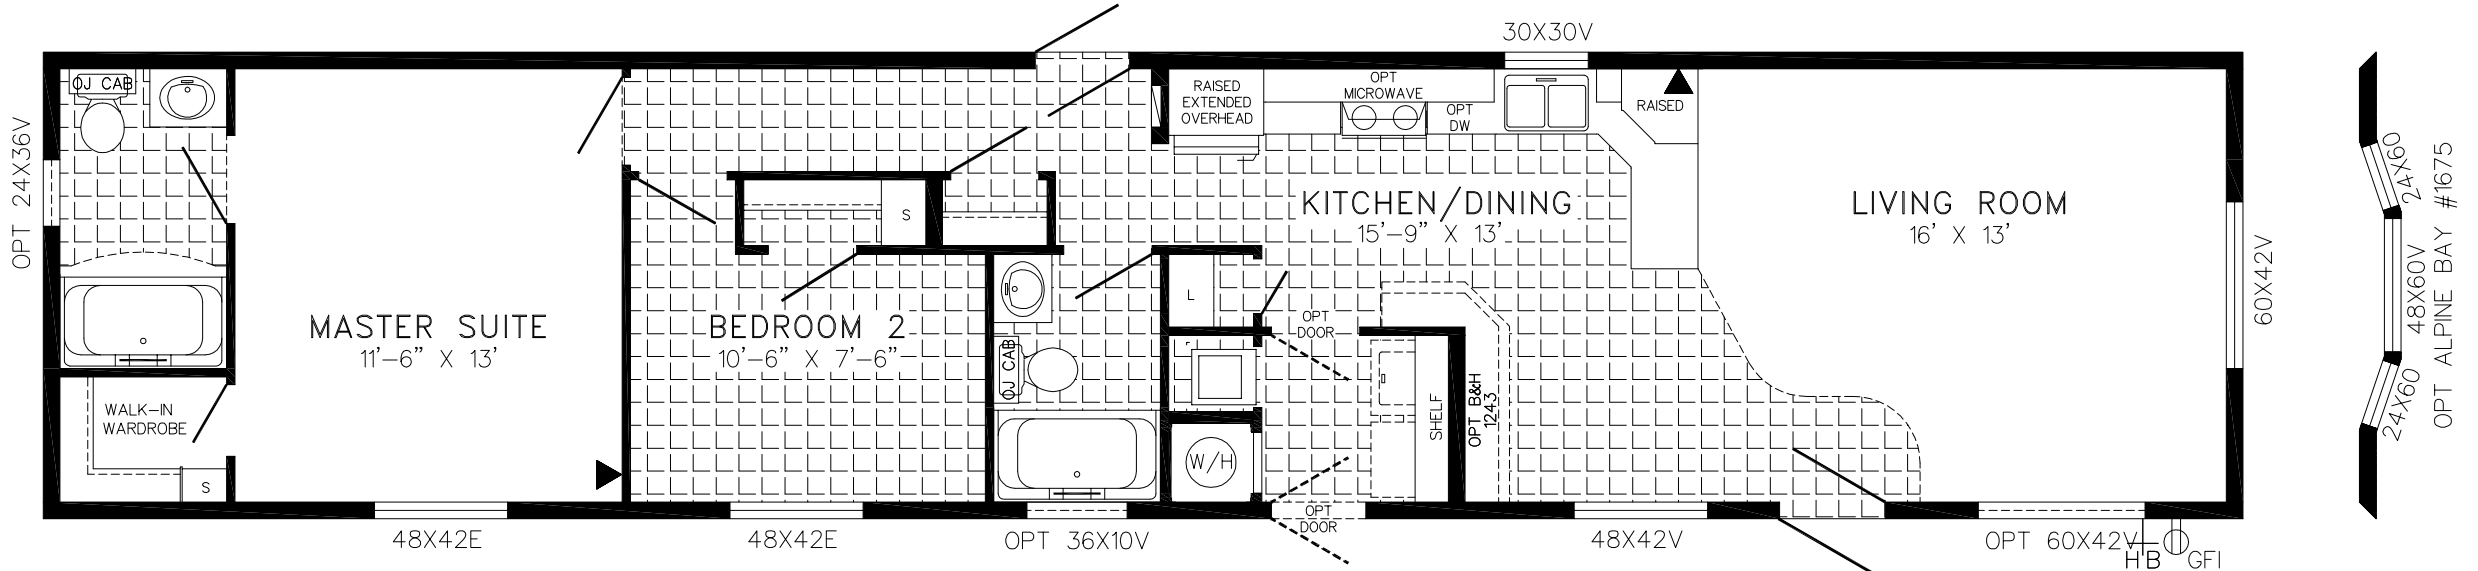 30X30V
OJ CAB
RAISED
EXTENDED
OVERHEAD
OPT
MICROWAVE
OPT
DW
RAISED
OPT 24X36V
S
KITCHEN/DINING
15'-9" X 13'
LIVING ROOM
16' X 13'
24X60
48X60V
24X60
OPT ALPINE BAY #1675
60X42V
L
MASTER SUITE
11'-6" X 13'
BEDROOM 2
10'-6" X 7'-6"
OPT
DOOR
OJ CAB
WALK-IN
WARDROBE
S
W/H
SHELF
OPT B&H
1243
OPT
DOOR
48X42E
48X42E
OPT 36X10V
48X42V
OPT 60X42V
HB
GFI